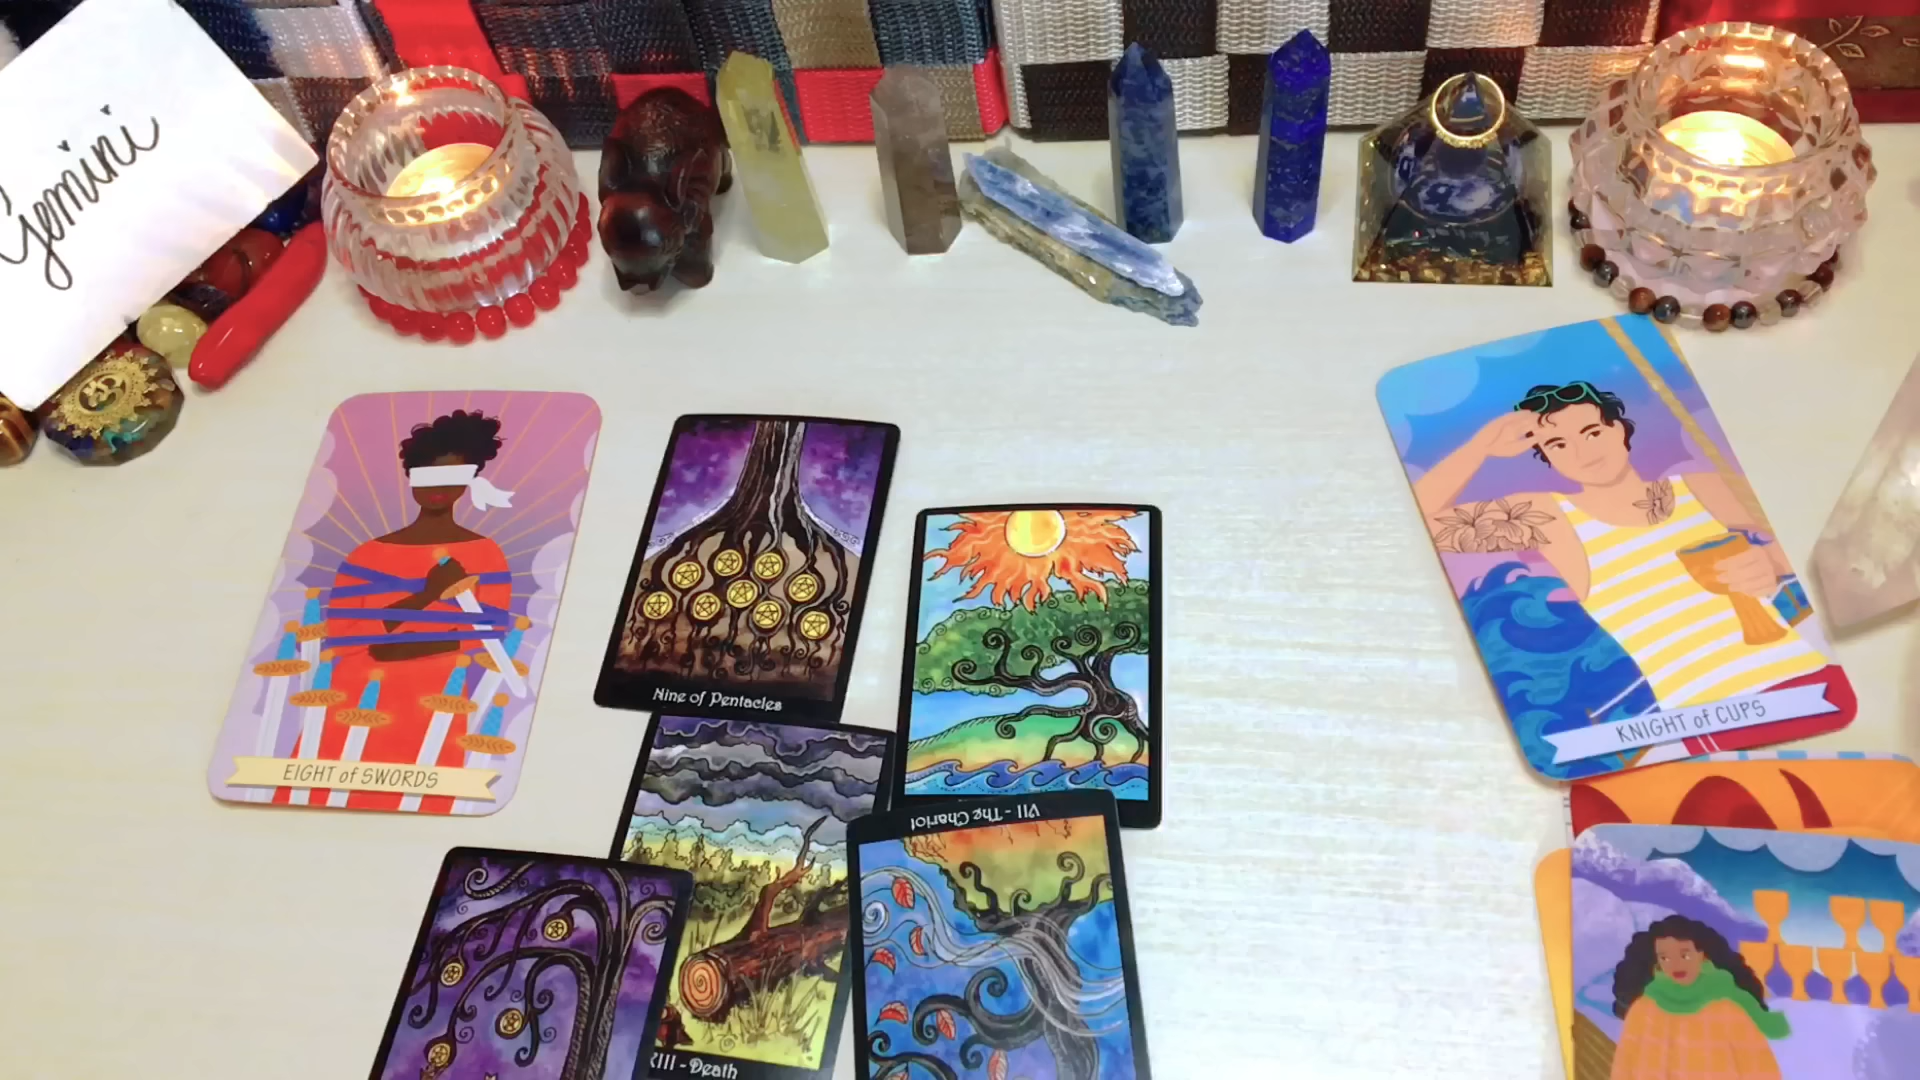 Gemini
EIGHT of SWORDS
Nine of Pentacles
KNIGHT of CUPS
VII - The Chariot
XIII - Death